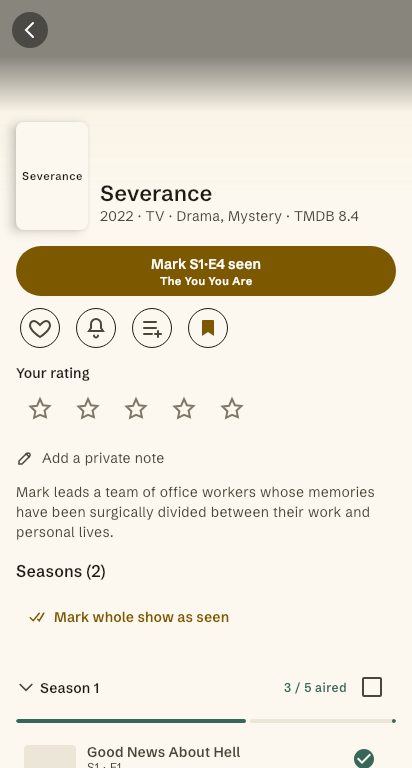 Severance
Severance
2022 · TV · Drama, Mystery · TMDB 8.4
Mark S1·E4 seen
The You You Are
Your rating
Add a private note
Mark leads a team of office workers whose memories
have been surgically divided between their work and
personal lives.
Seasons (2)
Mark whole show as seen
Season 1
3 / 5 aired
Good News About Hell
S1 · E1